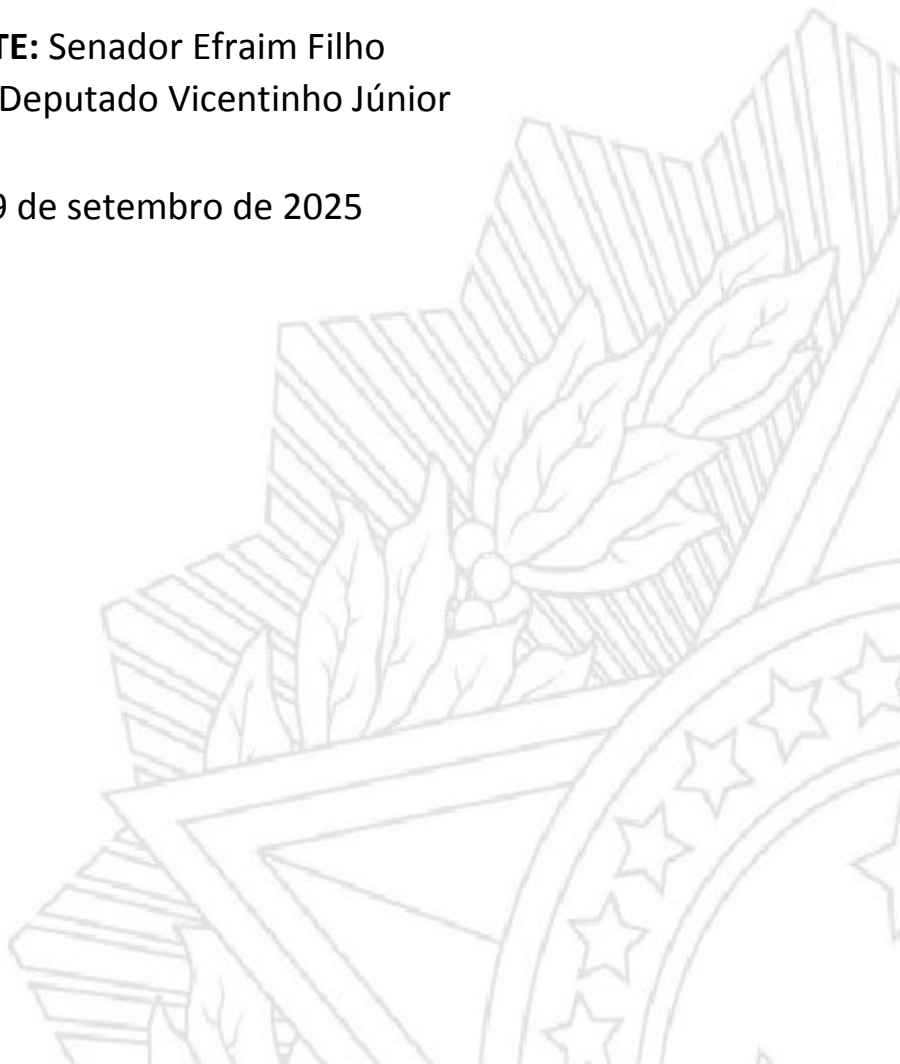 TE: Senador Efraim Filho
Deputado Vicentinho Júnior
9 de setembro de 2025